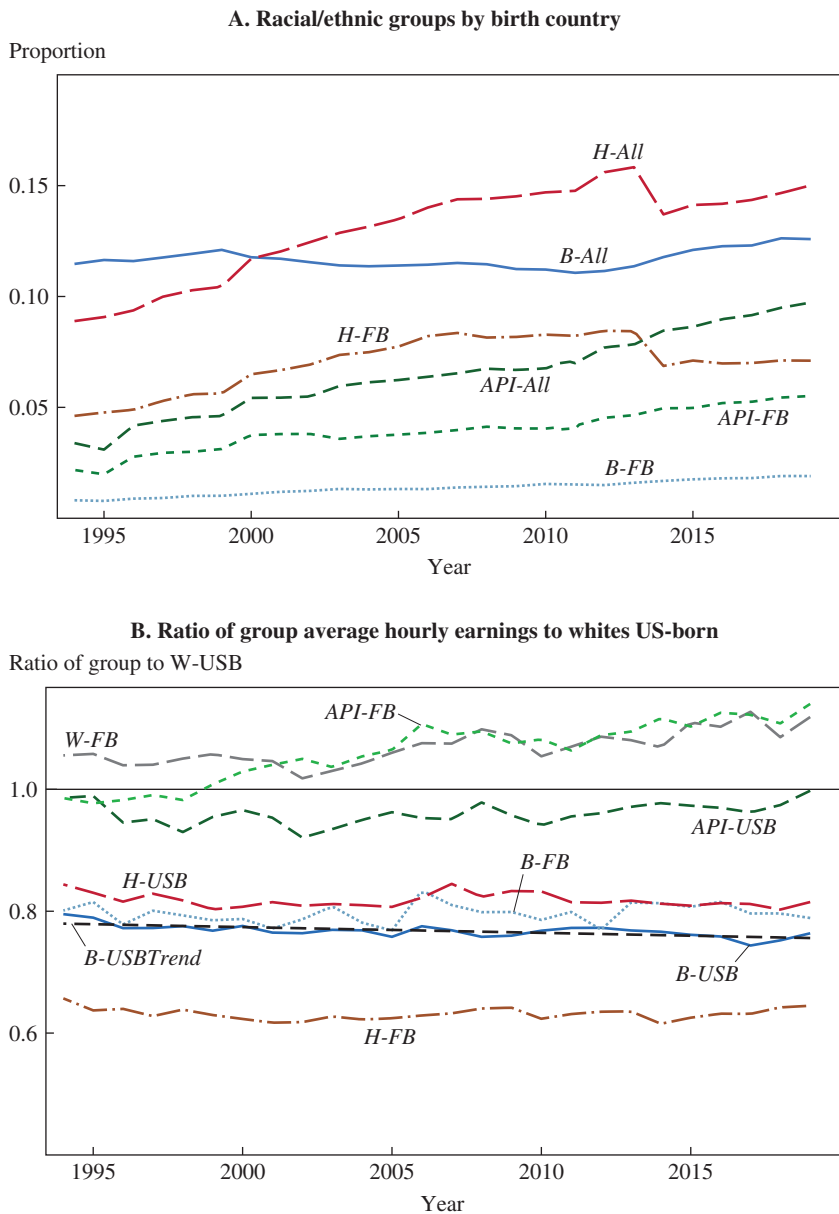 A. Racial/ethnic groups by birth country
Proportion
H-All
0.15
B-All
0.10
H-FB
API-All
API-FB
0.05
B-FB
1995 2000 2005 2010 2015
Year
B. Ratio of group average hourly earnings to whites US-born
Ratio of group to W-USB
API-FB
W-FB
1.0
API-USB
H-USB
B-FB
0.8
B-USBTrend
B-USB
0.6
H-FB
1995 2000 2005 2010 2015
Year